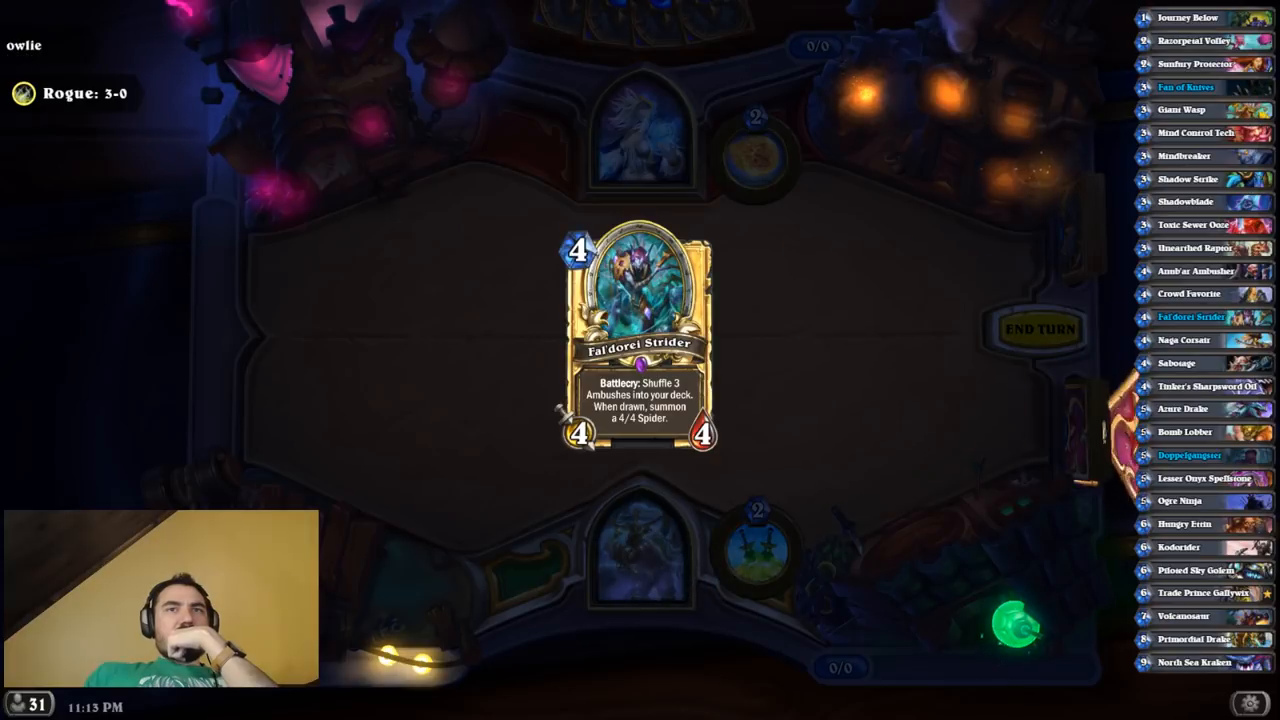 owlie
Rogue: 3-0
0/0
2
4
Fal'dorei Strider
Battlecry: Shuffle 3
Ambushes into your deck.
When drawn, summon
a 4/4 Spider.
4
4
END TURN
2
0/0
31
11:13 PM
1 Journey Below
2 Razorpetal Volley
2 Sunfury Protector
3 Fan of Knives
3 Giant Wasp
3 Mind Control Tech
3 Mindbreaker
3 Shadow Strike
3 Shadowblade
3 Toxic Sewer Ooze
3 Unearthed Raptor
4 Anub'ar Ambusher
4 Crowd Favorite
4 Fal'dorei Strider
4 Naga Corsair
4 Sabotage
4 Tinker's Sharpsword Oil
5 Azure Drake
5 Bomb Lobber
5 Doppelgangster
5 Lesser Onyx Spellstone
5 Ogre Ninja
6 Hungry Ettin
6 Kodorider
6 Piloted Sky Golem
6 Trade Prince Gallywix
7 Volcanosaur
8 Primordial Drake
9 North Sea Kraken